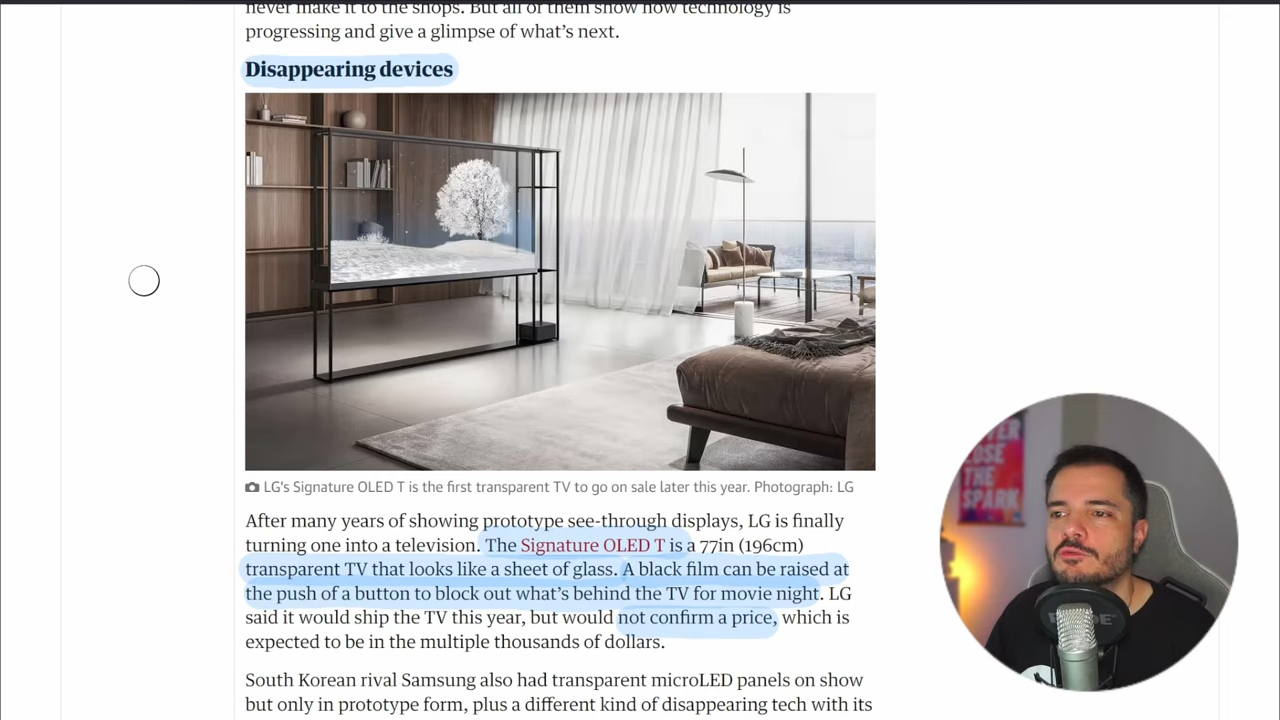 never make it to the shops. But all of them show how technology is
progressing and give a glimpse of what’s next.
Disappearing devices
LG’s Signature OLED T is the first transparent TV to go on sale later this year. Photograph: LG
After many years of showing prototype see-through displays, LG is finally
turning one into a television. The Signature OLED T is a 77in (196cm)
transparent TV that looks like a sheet of glass. A black film can be raised at
the push of a button to block out what’s behind the TV for movie night. LG
said it would ship the TV this year, but would not confirm a price, which is
expected to be in the multiple thousands of dollars.
South Korean rival Samsung also had transparent microLED panels on show
but only in prototype form, plus a different kind of disappearing tech with its
LOSE
THE
SPARK